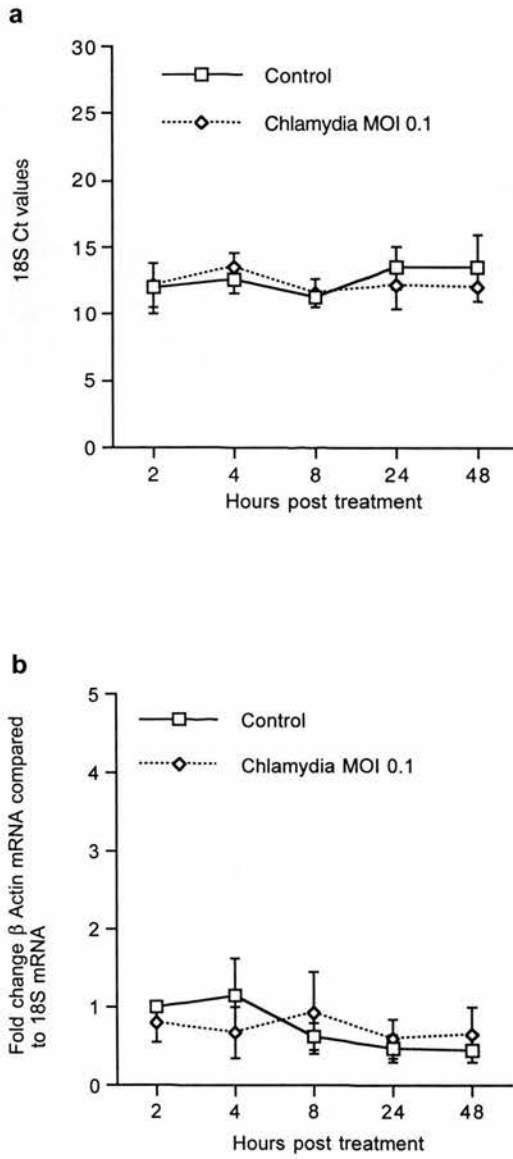 a
30
25
20
15
10
5
0
18S Ct values
Control
Chlamydia MOI 0.1
2 4 8 24 48
Hours post treatment
b
5
4
3
2
1
0
Fold change β Actin mRNA compared
to 18S mRNA
Control
Chlamydia MOI 0.1
2 4 8 24 48
Hours post treatment